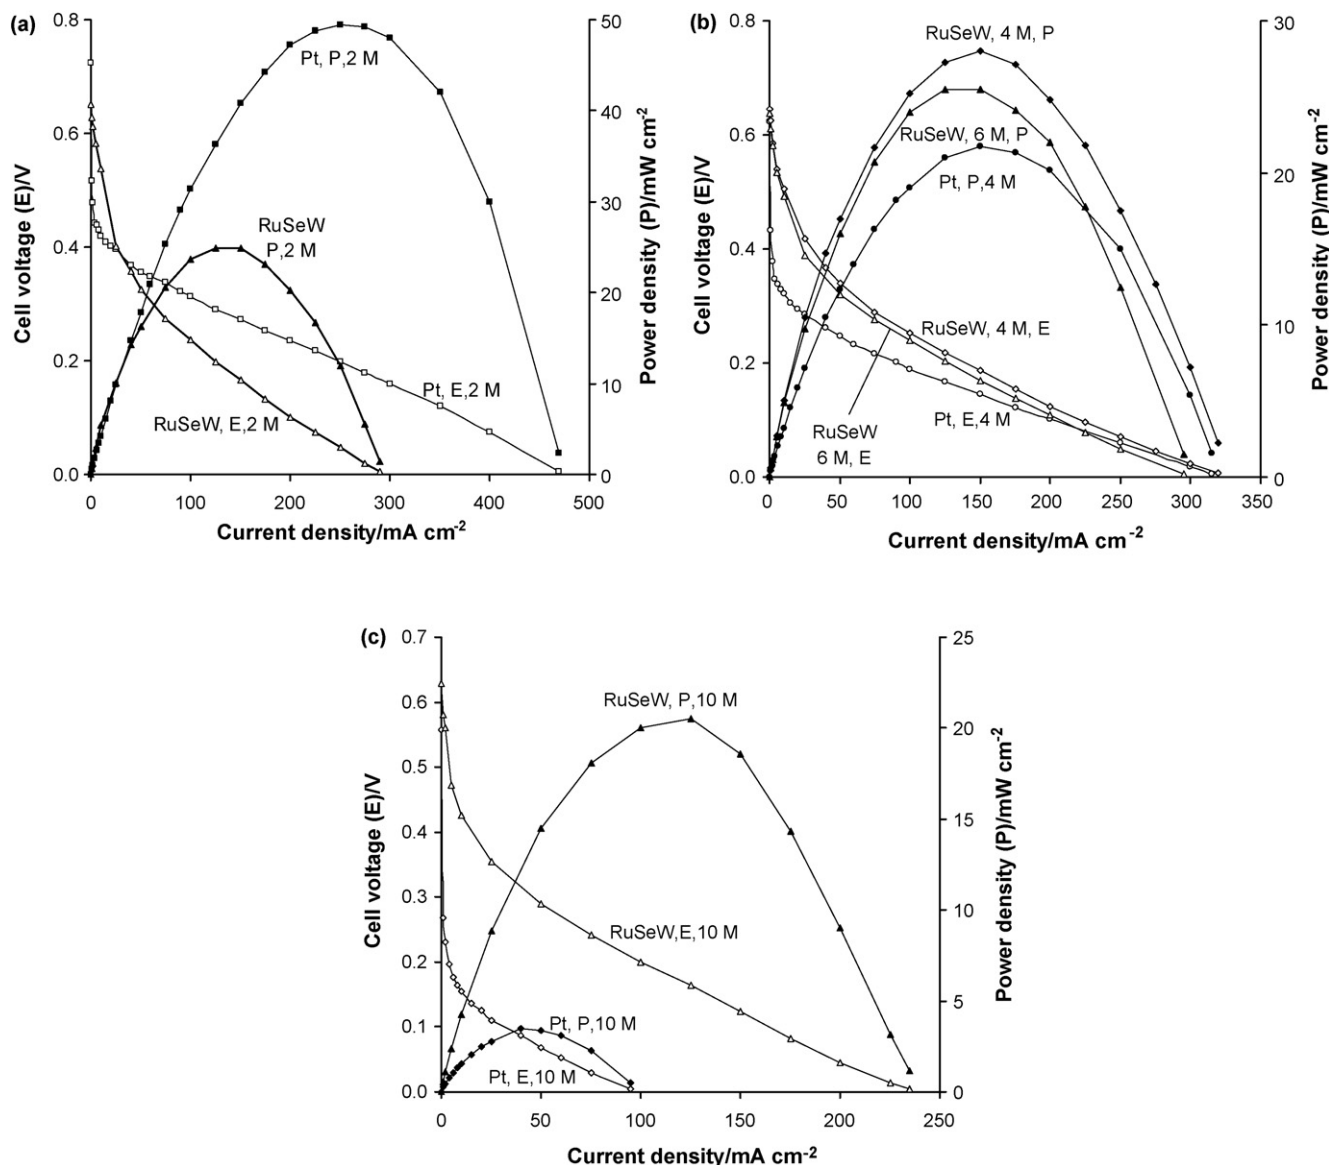 (a)
0.8
0.6
0.4
0.2
0.0
Cell voltage (E)/V
50
40
30
20
10
0
Power density (P)/mW cm-2
0 100 200 300 400 500
Current density/mA cm-2
Pt, P,2 M
RuSeW
P,2 M
Pt, E,2 M
RuSeW, E,2 M
(b)
0.8
0.6
0.4
0.2
0.0
Cell voltage (E)/V
30
20
10
0
Power density (P)/mW cm-2
0 50 100 150 200 250 300 350
Current density/mA cm-2
RuSeW, 4 M, P
RuSeW, 6 M, P
Pt, P,4 M
RuSeW, 4 M, E
RuSeW
6 M, E
Pt, E,4 M
(c)
0.7
0.6
0.5
0.4
0.3
0.2
0.1
0.0
Cell voltage (E)/V
25
20
15
10
5
0
Power density (P)/mW cm-2
0 50 100 150 200 250
Current density/mA cm-2
RuSeW, P,10 M
RuSeW,E,10 M
Pt, P,10 M
Pt, E,10 M